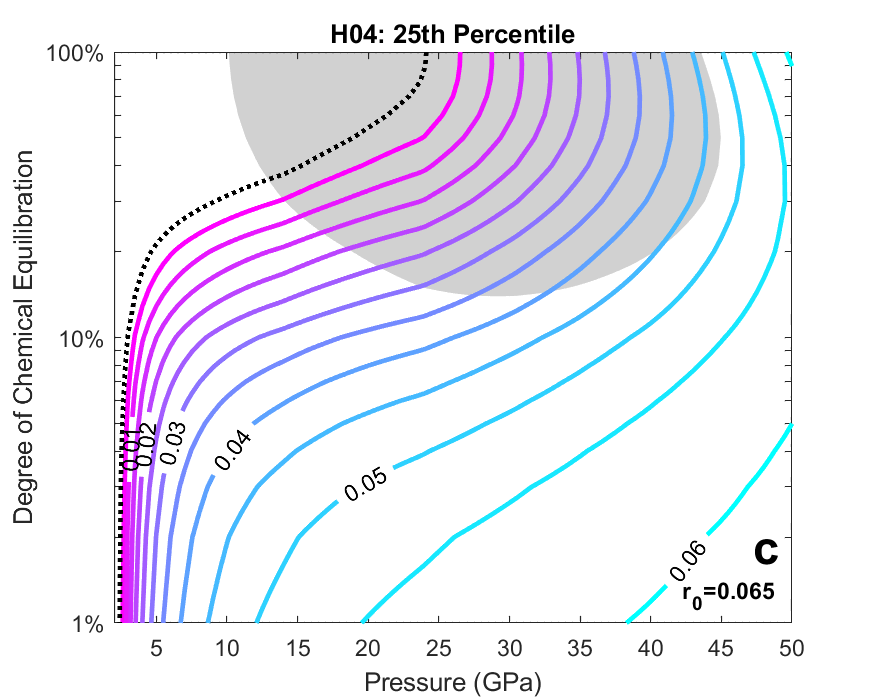 H04: 25th Percentile
100%
10%
1%
Degree of Chemical Equilibration
0.01
0.02
0.03
0.04
0.05
0.06
C
r0=0.065
5 10 15 20 25 30 35 40 45 50
Pressure (GPa)